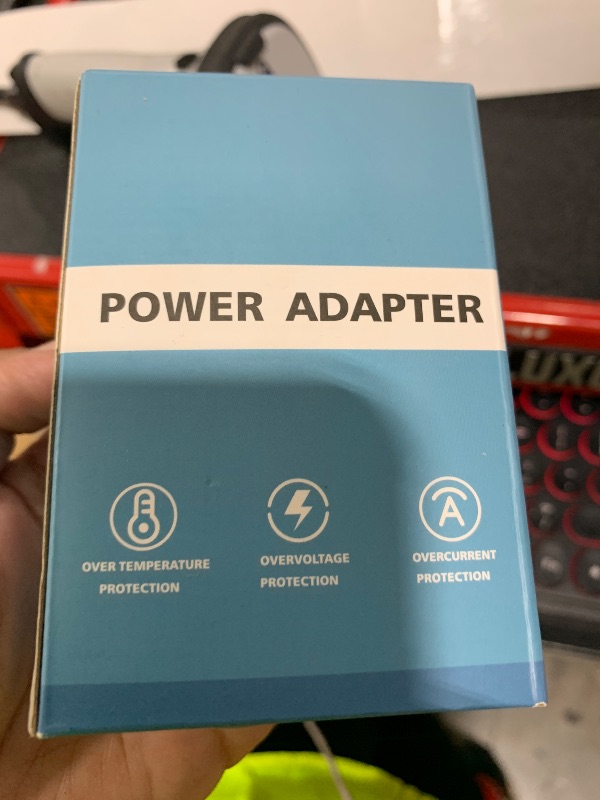 POWER ADAPTER
A
OVER TEMPERATURE
PROTECTION
OVERVOLTAGE
PROTECTION
OVERCURRENT
PROTECTION